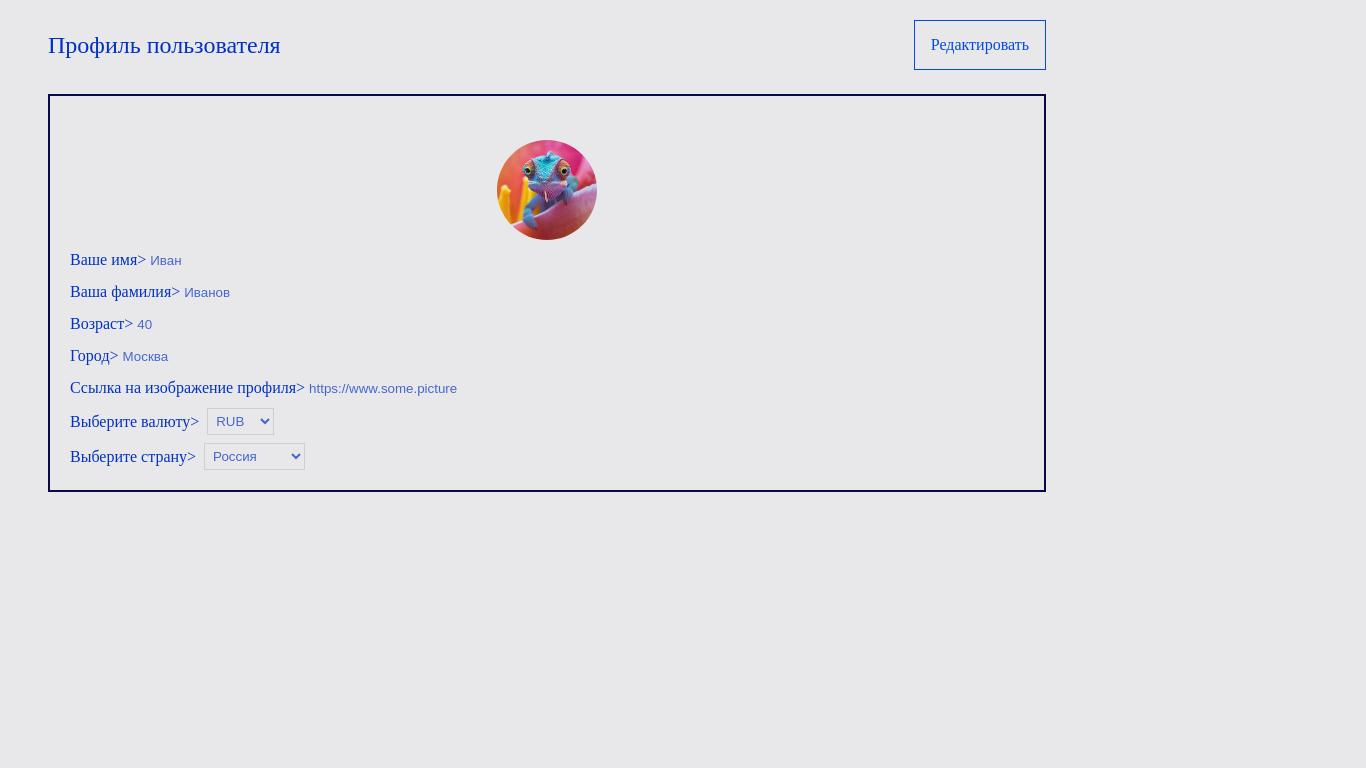 Профиль пользователя
Редактировать
Ваше имя> Иван
Ваша фамилия> Иванов
Возраст> 40
Город> Москва
Ссылка на изображение профиля> https://www.some.picture
Выберите валюту> RUB
Выберите страну> Россия